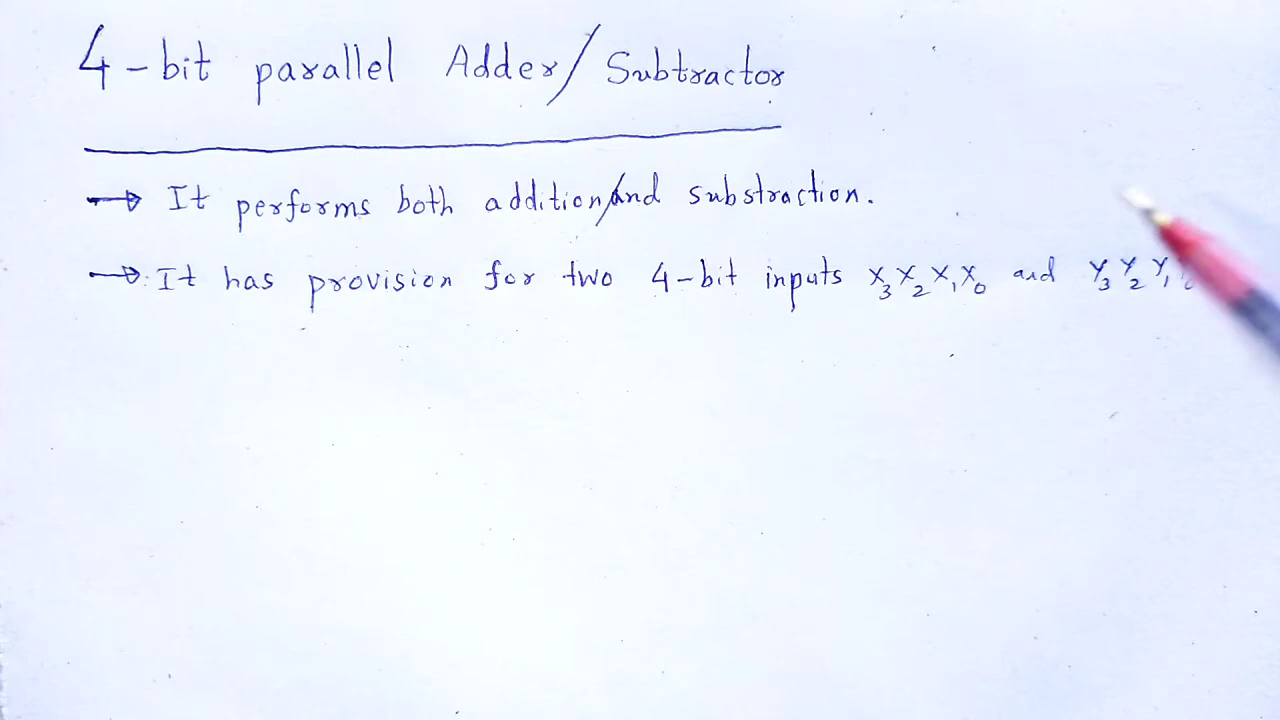 4-bit parallel Adder/Subtractor
→ It performs both addition/and substraction.
→ It has provision for two 4-bit inputs X₃X₂X₁X₀ and Y₃Y₂Y₁